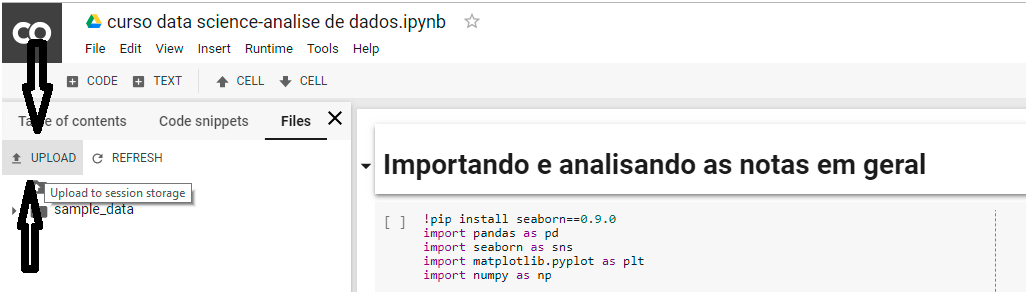 curso data science-analise de dados.ipynb
File Edit View Insert Runtime Tools Help
CODE TEXT CELL CELL
Table of contents Code snippets Files
UPLOAD REFRESH
Upload to session storage
sample_data
Importando e analisando as notas em geral
[ ] !pip install seaborn==0.9.0
import pandas as pd
import seaborn as sns
import matplotlib.pyplot as plt
import numpy as np